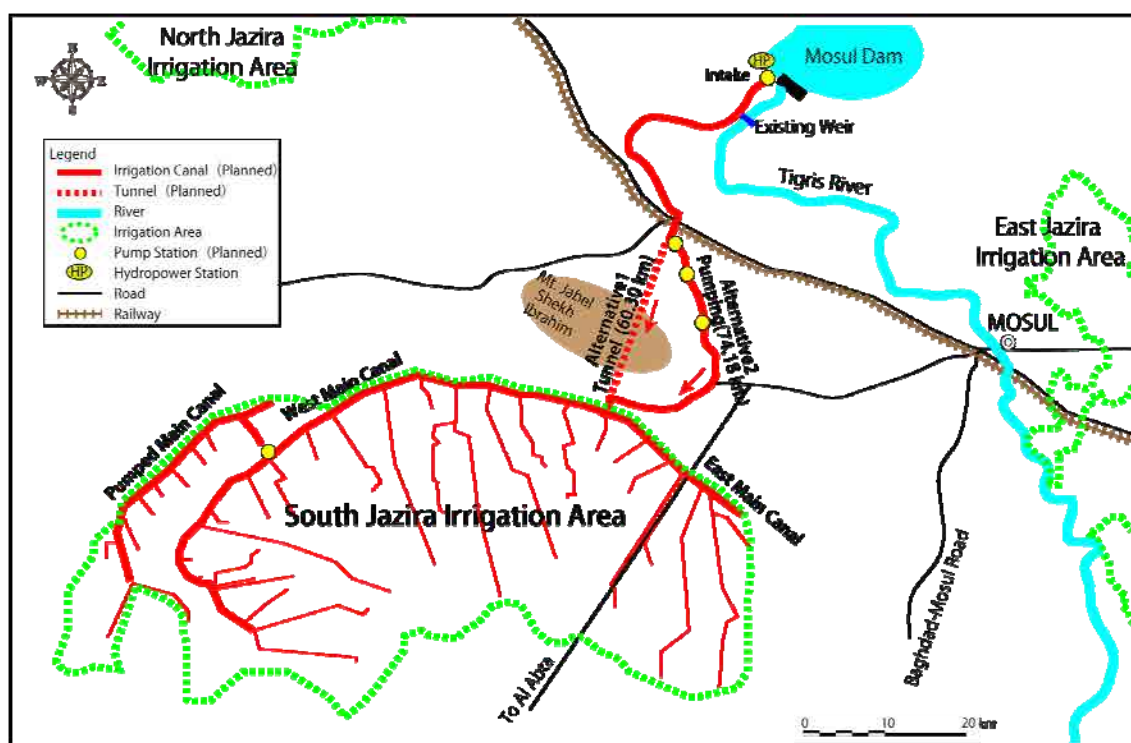 North Jazira
Irrigation Area
N
W
E
S
HP
Mosul Dam
Intake
Existing Weir
Tigris River
Legend
Irrigation Canal (Planned)
Tunnel (Planned)
River
Irrigation Area
Pump Station (Planned)
HP
Hydropower Station
Road
Railway
East Jazira
Irrigation Area
MOSUL
Mt. Jabel
Shekh
Ibrahim
Alternative1
Tunnel (60.30 km)
Alternative2
Pumping(74.18 km)
Pumped Main Canal
West Main Canal
East Main Canal
South Jazira Irrigation Area
To Al Abta
Baghdad-Mosul Road
0 10 20 km